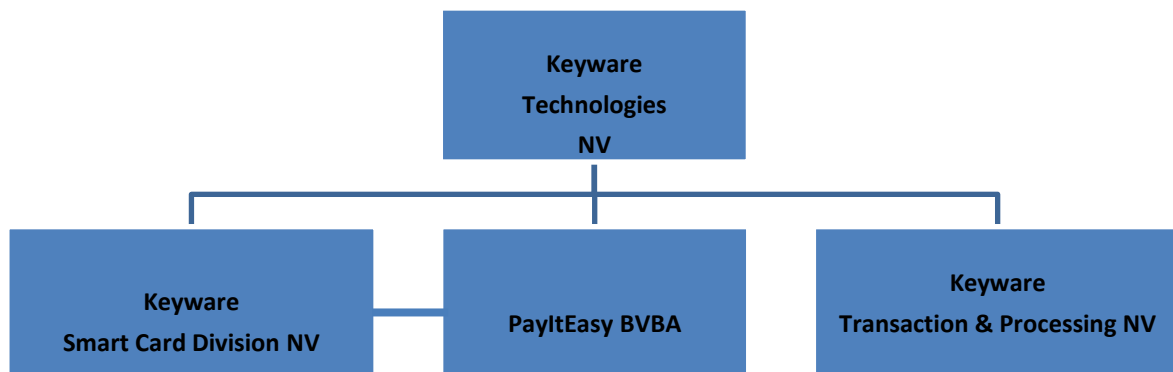 Keyware
Technologies
NV
Keyware
Smart Card Division NV
PayItEasy BVBA
Keyware
Transaction & Processing NV